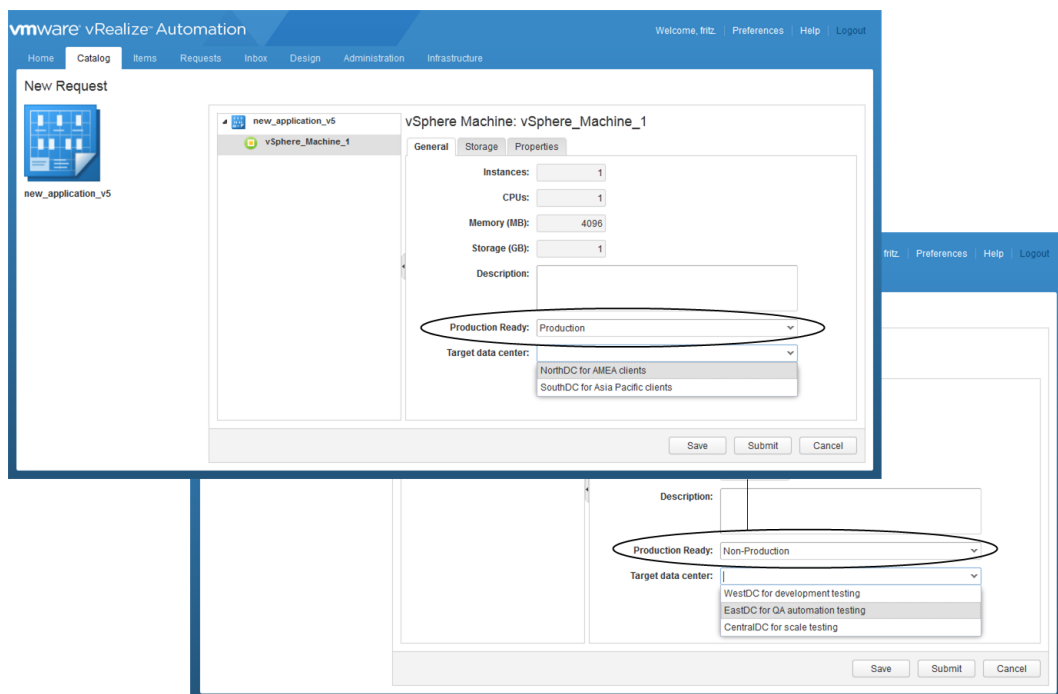 vmware vRealize™ Automation
Welcome, fritz. Preferences Help Logout
Home Catalog Items Requests Inbox Design Administration Infrastructure
New Request
new_application_v5
new_application_v5
vSphere_Machine_1
vSphere Machine: vSphere_Machine_1
General Storage Properties
Instances: 1
CPUs: 1
Memory (MB): 4096
Storage (GB): 1
Description:
Production Ready: Production
Target data center:
NorthDC for AMEA clients
SouthDC for Asia Pacific clients
Save Submit Cancel
fritz. Preferences Help Logout
Description:
Production Ready: Non-Production
Target data center:
WestDC for development testing
EastDC for QA automation testing
CentralDC for scale testing
Save Submit Cancel